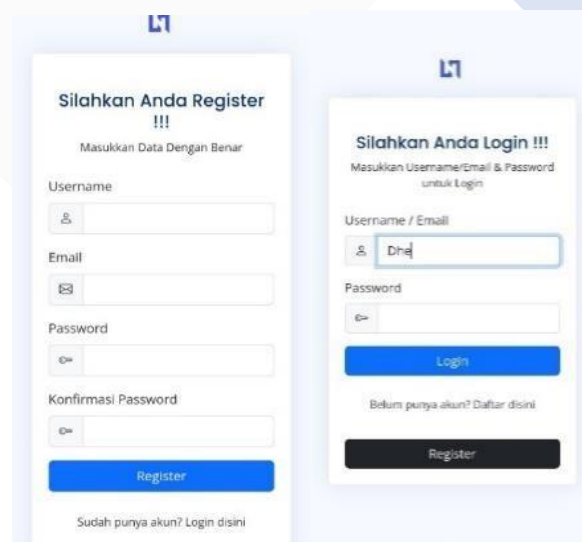 Silahkan Anda Register
!!!
Masukkan Data Dengan Benar
Username
Email
Password
Konfirmasi Password
Register
Sudah punya akun? Login disini
Silahkan Anda Login !!!
Masukkan Username/Email & Password
untuk Login
Username / Email
Dhe
Password
Login
Belum punya akun? Daftar disini
Register